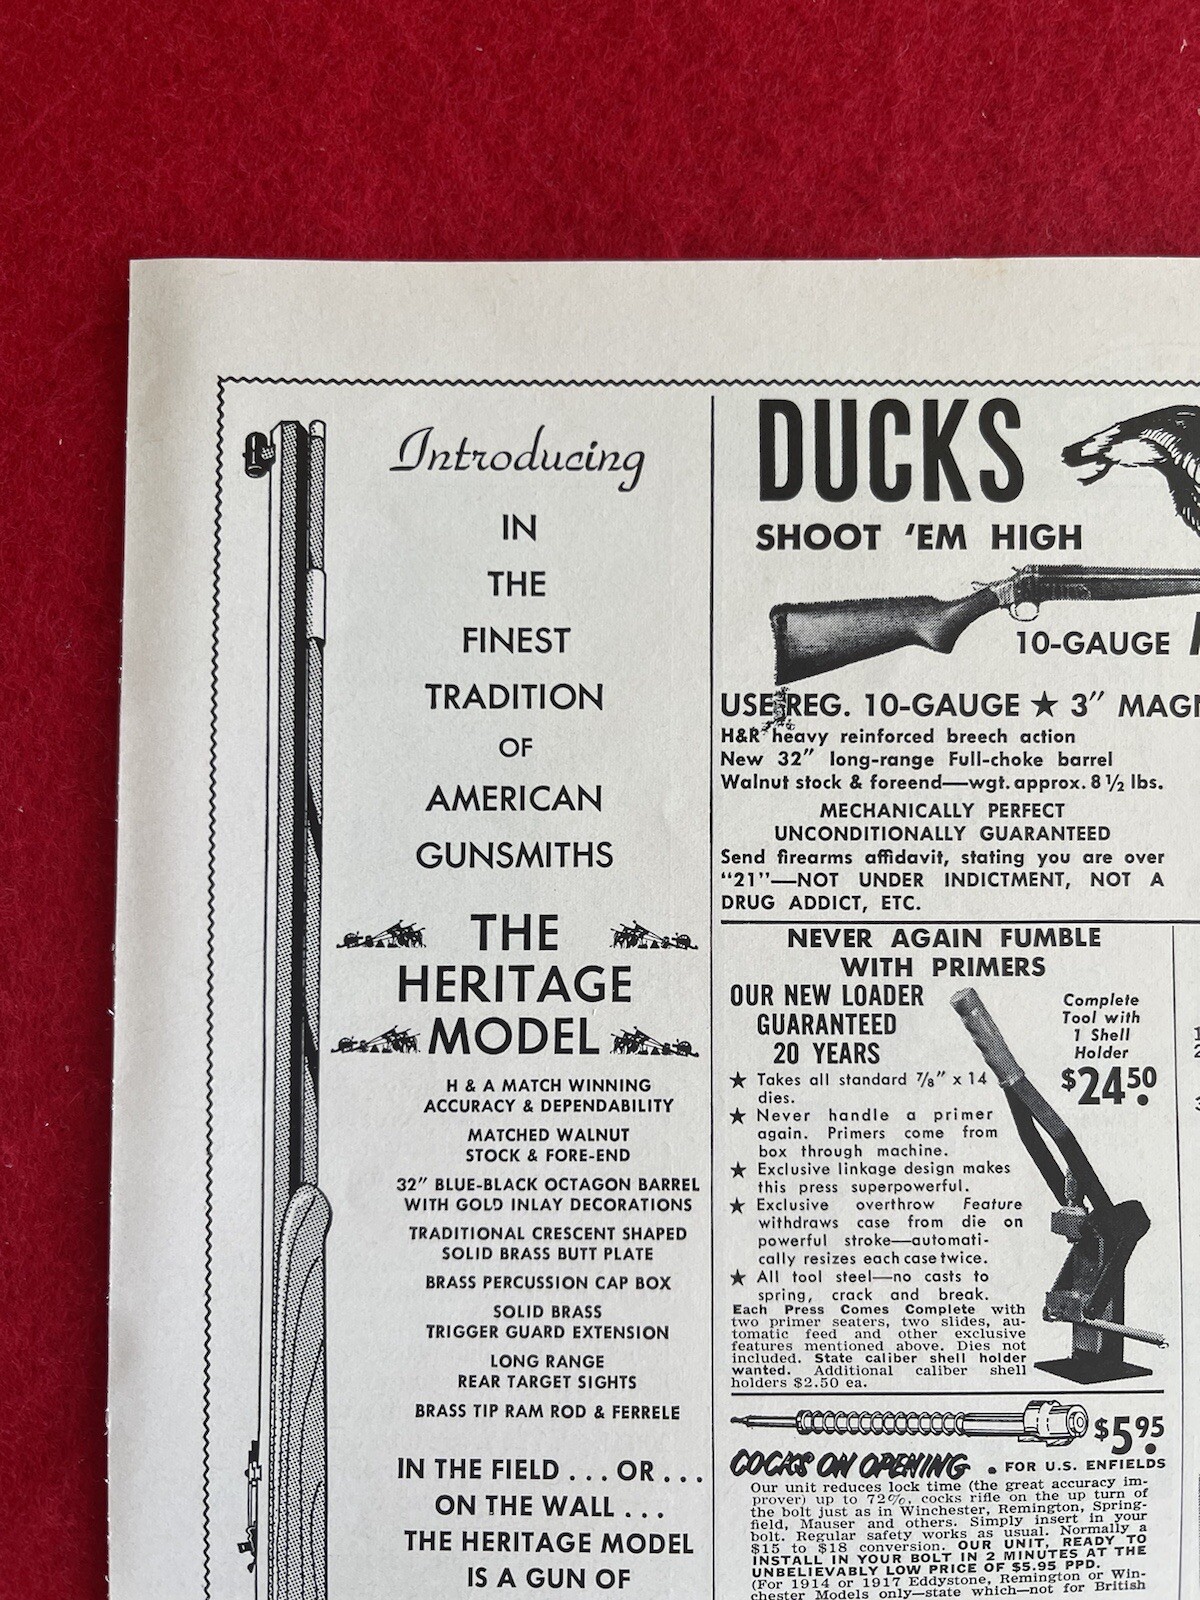 Introducing
IN
THE
FINEST
TRADITION
OF
AMERICAN
GUNSMITHS
THE
HERITAGE
MODEL
H & A MATCH WINNING
ACCURACY & DEPENDABILITY
MATCHED WALNUT
STOCK & FORE-END
32" BLUE-BLACK OCTAGON BARREL
WITH GOLD INLAY DECORATIONS
TRADITIONAL CRESCENT SHAPED
SOLID BRASS BUTT PLATE
BRASS PERCUSSION CAP BOX
SOLID BRASS
TRIGGER GUARD EXTENSION
LONG RANGE
REAR TARGET SIGHTS
BRASS TIP RAM ROD & FERRELE
IN THE FIELD . . . OR . . .
ON THE WALL . . .
THE HERITAGE MODEL
IS A GUN OF
DUCKS
SHOOT 'EM HIGH
10-GAUGE
USE REG. 10-GAUGE ★ 3" MAGN
H&R heavy reinforced breech action
New 32" long-range Full-choke barrel
Walnut stock & foreend—wgt. approx. 8½ lbs.
MECHANICALLY PERFECT
UNCONDITIONALLY GUARANTEED
Send firearms affidavit, stating you are over
"21"—NOT UNDER INDICTMENT, NOT A
DRUG ADDICT, ETC.
NEVER AGAIN FUMBLE
WITH PRIMERS
OUR NEW LOADER
GUARANTEED
20 YEARS
Complete
Tool with
1 Shell
Holder
$24.50
★ Takes all standard ⅞" x 14
dies.
★ Never handle a primer
again. Primers come from
box through machine.
★ Exclusive linkage design makes
this press superpowerful.
★ Exclusive overthrow Feature
withdraws case from die on
powerful stroke—automati-
cally resizes each case twice.
★ All tool steel—no casts to
spring, crack and break.
Each Press Comes Complete with
two primer seaters, two slides, au-
tomatic feed and other exclusive
features mentioned above. Dies not
included. State caliber shell holder
wanted. Additional caliber shell
holders $2.50 ea.
$5.95
COCKS ON OPENING . FOR U.S. ENFIELDS
Our unit reduces lock time (the great accuracy im-
prover) up to 72%, cocks rifle on the up turn of
the bolt just as in Winchester, Remington, Spring-
field, Mauser and others. Simply insert in your
bolt. Regular safety works as usual. Normally a
$15 to $18 conversion. OUR UNIT, READY TO
INSTALL IN YOUR BOLT IN 2 MINUTES AT THE
UNBELIEVABLY LOW PRICE OF $5.95 PPD.
(For 1914 or 1917 Eddystone, Remington or Win-
chester Models only—state which—not for British